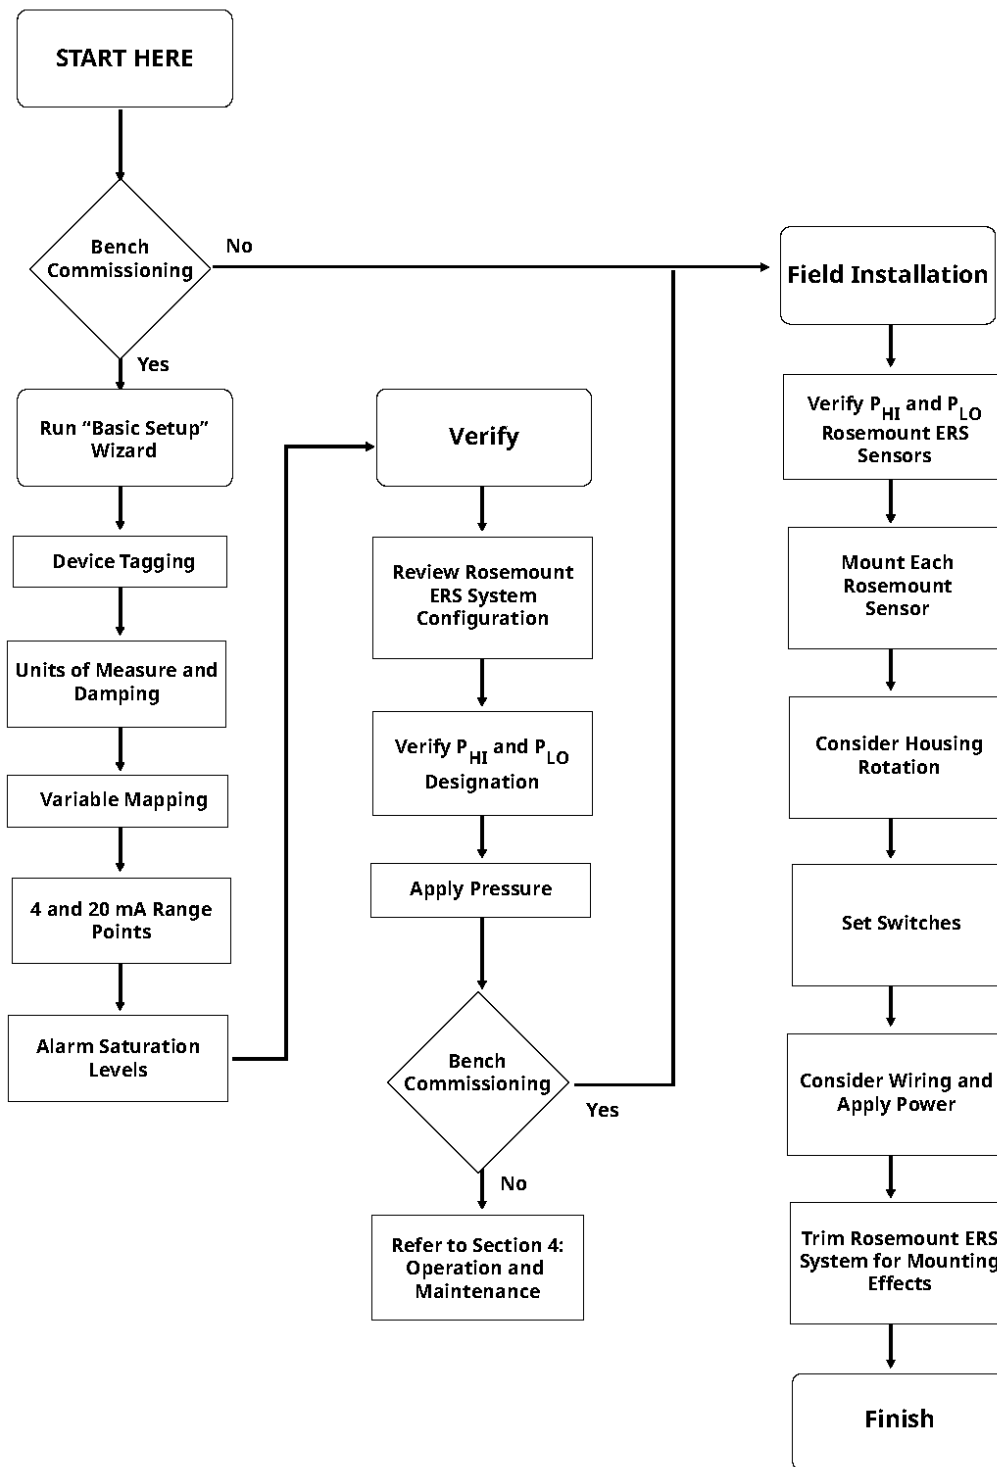 START HERE
Bench
Commissioning
No
Yes
Run “Basic Setup”
Wizard
Device Tagging
Units of Measure and
Damping
Variable Mapping
4 and 20 mA Range
Points
Alarm Saturation
Levels
Verify
Review Rosemount
ERS System
Configuration
Verify PHI and PLO
Designation
Apply Pressure
Bench
Commissioning
Yes
No
Refer to Section 4:
Operation and
Maintenance
Field Installation
Verify PHI and PLO
Rosemount ERS
Sensors
Mount Each
Rosemount
Sensor
Consider Housing
Rotation
Set Switches
Consider Wiring and
Apply Power
Trim Rosemount ERS
System for Mounting
Effects
Finish